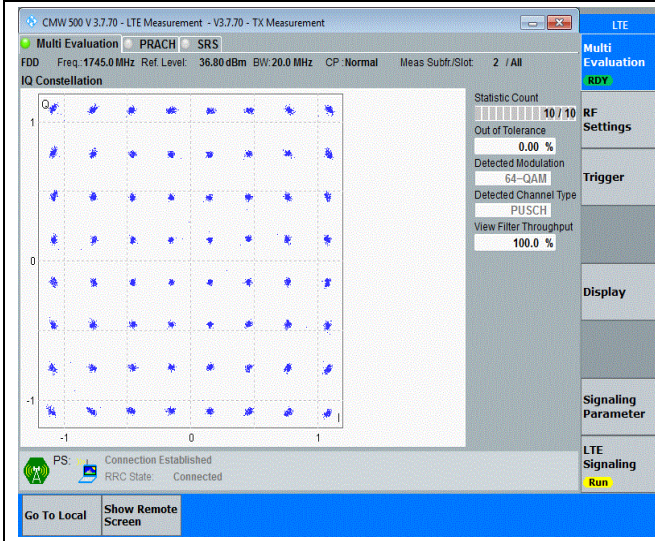 CMW 500 V 3.7.70 - LTE Measurement - V3.7.70 - TX Measurement
LTE
Multi Evaluation PRACH SRS
FDD Freq.: 1745.0 MHz Ref. Level: 36.80 dBm BW: 20.0 MHz CP : Normal Meas Subfr./Slot: 2 / All
IQ Constellation
Q
1
0
-1
I
-1 0 1
Statistic Count
10 / 10
Out of Tolerance
0.00 %
Detected Modulation
64-QAM
Detected Channel Type
PUSCH
View Filter Throughput
100.0 %
PS: Connection Established
RRC State: Connected
Multi
Evaluation
RDY
RF
Settings
Trigger
Display
Signaling
Parameter
LTE
Signaling
Run
Go To Local
Show Remote
Screen